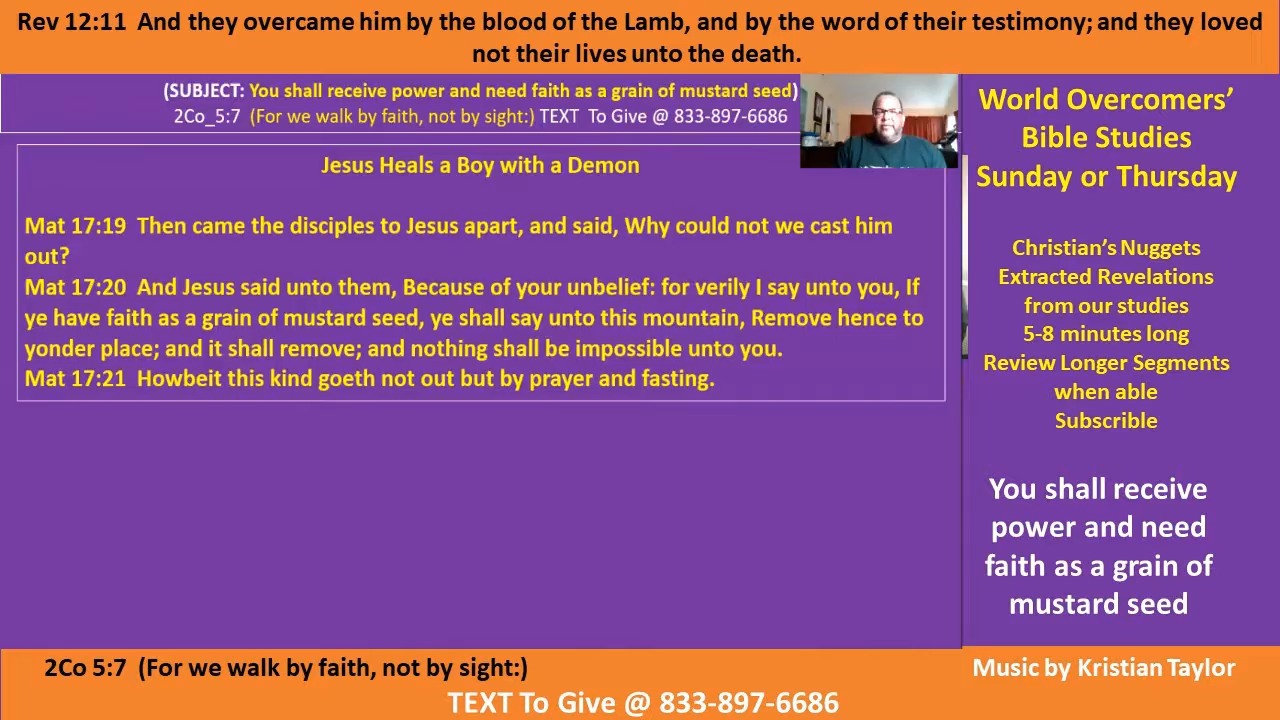 Rev 12:11  And they overcame him by the blood of the Lamb, and by the word of their testimony; and they loved
not their lives unto the death.
(SUBJECT: You shall receive power and need faith as a grain of mustard seed)
2Co_5:7  (For we walk by faith, not by sight:) TEXT  To Give @ 833-897-6686
Jesus Heals a Boy with a Demon
Mat 17:19  Then came the disciples to Jesus apart, and said, Why could not we cast him
out?
Mat 17:20  And Jesus said unto them, Because of your unbelief: for verily I say unto you, If
ye have faith as a grain of mustard seed, ye shall say unto this mountain, Remove hence to
yonder place; and it shall remove; and nothing shall be impossible unto you.
Mat 17:21  Howbeit this kind goeth not out but by prayer and fasting.
World Overcomers'
Bible Studies
Sunday or Thursday
Christian's Nuggets
Extracted Revelations
from our studies
5-8 minutes long
Review Longer Segments
when able
Subscrible
You shall receive
power and need
faith as a grain of
mustard seed
2Co 5:7  (For we walk by faith, not by sight:)
Music by Kristian Taylor
TEXT To Give @ 833-897-6686